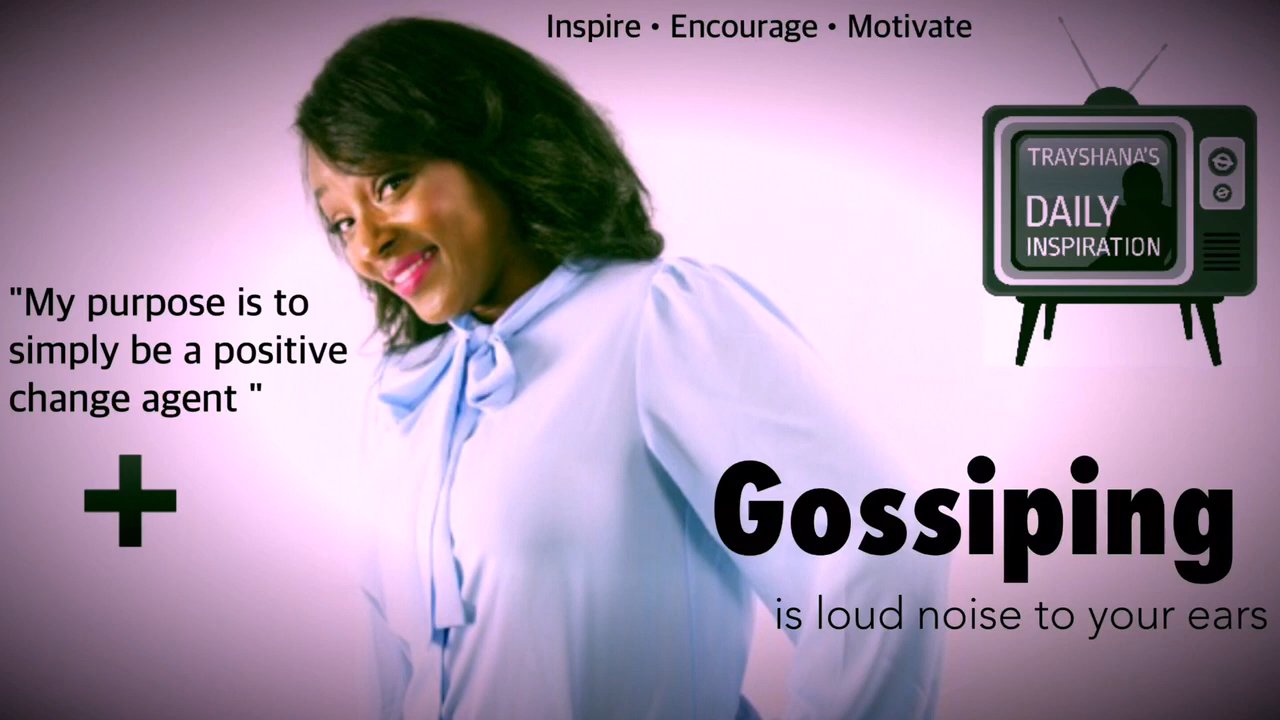 Inspire • Encourage • Motivate
TRAYSHANA'S
DAILY
INSPIRATION
"My purpose is to
simply be a positive
change agent "
Gossiping
is loud noise to your ears